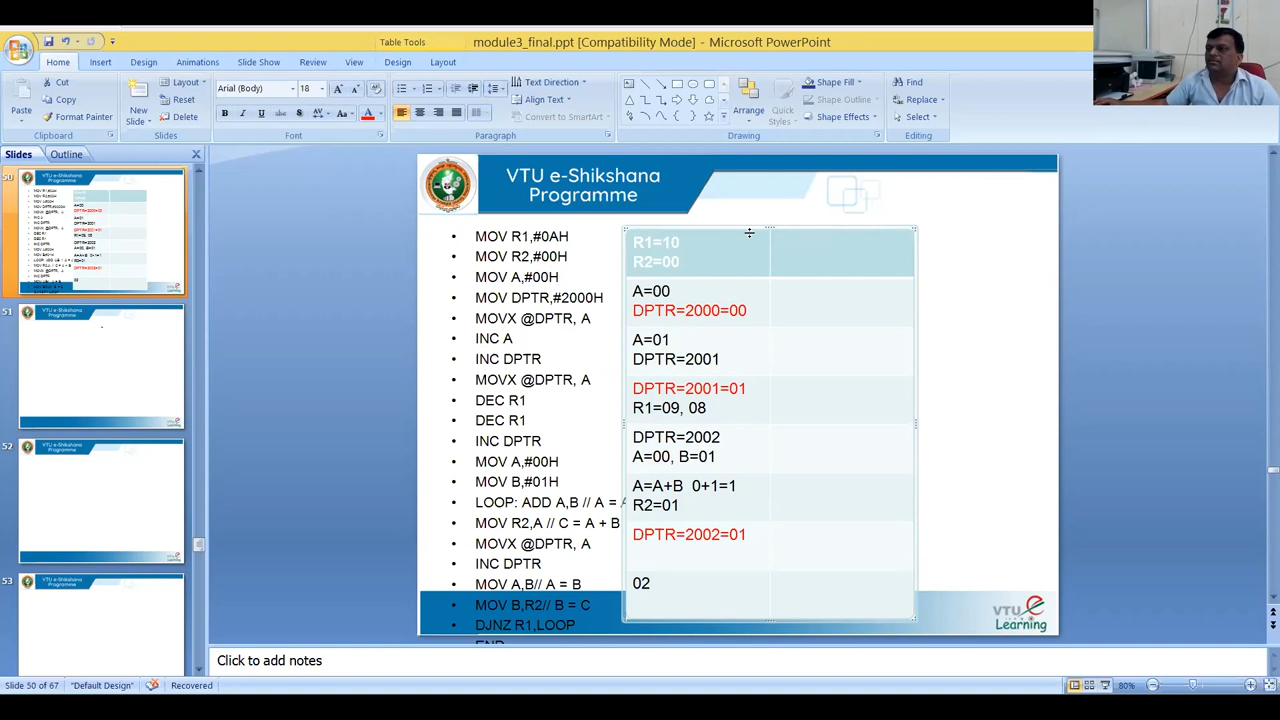 Table Tools
module3_final.ppt [Compatibility Mode] - Microsoft PowerPoint
Home Insert Design Animations Slide Show Review View Design Layout
Paste
Cut
Copy
Format Painter
Clipboard
New Slide
Layout
Reset
Delete
Slides
Arial (Body) 18
Font
Text Direction
Align Text
Convert to SmartArt
Paragraph
Arrange
Quick Styles
Shape Fill
Shape Outline
Shape Effects
Drawing
Find
Replace
Select
Editing
Slides Outline
50
51
52
53
VTU e-Shikshana
Programme
MOV R1,#0AH
MOV R2,#00H
MOV A,#00H
MOV DPTR,#2000H
MOVX @DPTR, A
INC A
INC DPTR
MOVX @DPTR, A
DEC R1
DEC R1
INC DPTR
MOV A,#00H
MOV B,#01H
LOOP: ADD A,B // A =
MOV R2,A // C = A + B
MOVX @DPTR, A
INC DPTR
MOV A,B// A = B
MOV B,R2// B = C
DJNZ R1,LOOP
END
R1=10
R2=00
A=00
DPTR=2000=00
A=01
DPTR=2001
DPTR=2001=01
R1=09, 08
DPTR=2002
A=00, B=01
A=A+B 0+1=1
R2=01
DPTR=2002=01
02
VTU e
Learning
Click to add notes
Slide 50 of 67 "Default Design" Recovered 80%